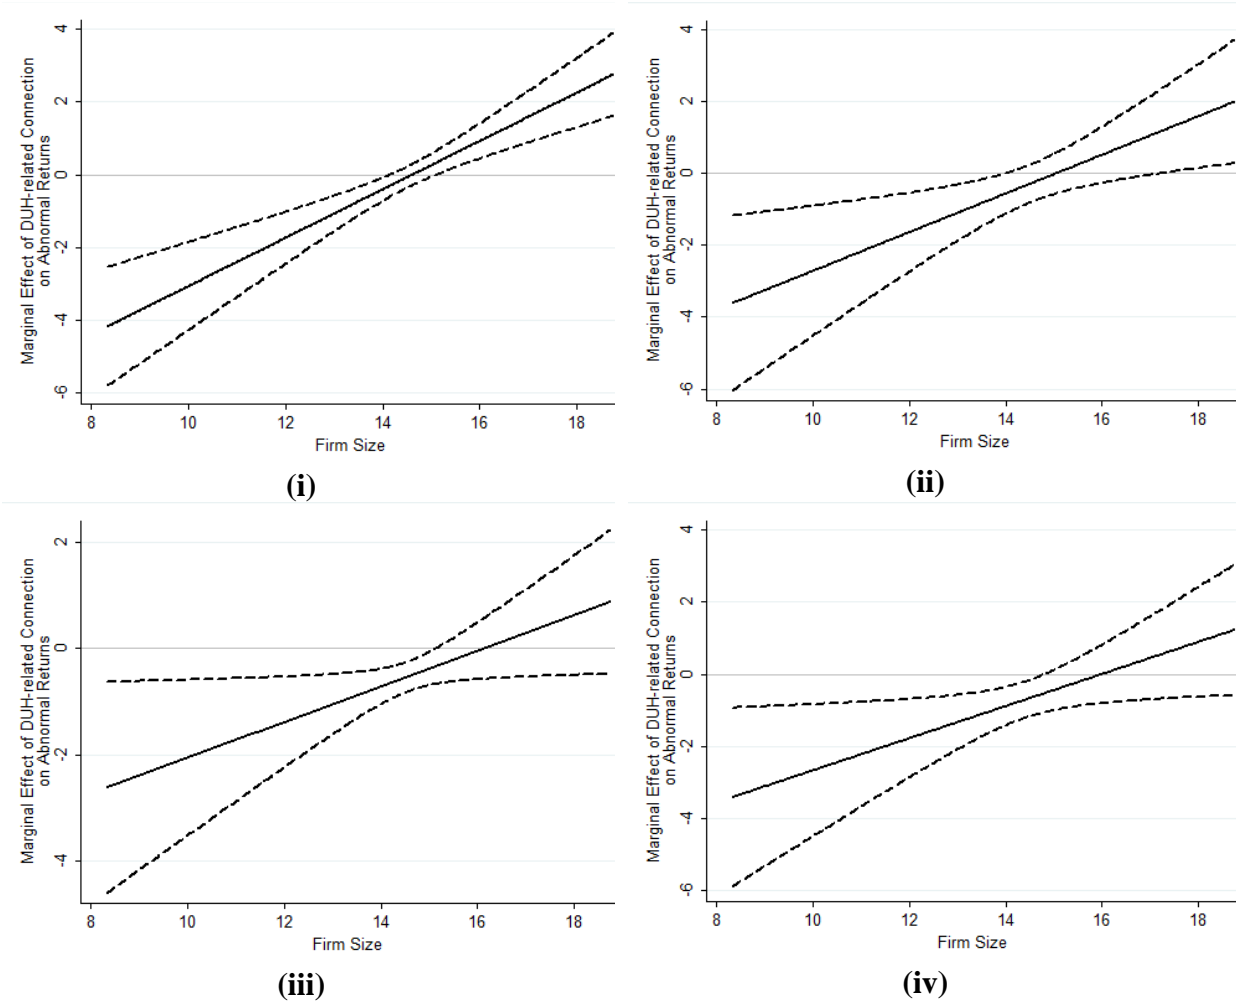 4
2
0
-2
-4
-6
Marginal Effect of DUH-related Connection
on Abnormal Returns
8 10 12 14 16 18
Firm Size
(i)
4
2
0
-2
-4
-6
Marginal Effect of DUH-related Connection
on Abnormal Returns
8 10 12 14 16 18
Firm Size
(ii)
2
0
-2
-4
Marginal Effect of DUH-related Connection
on Abnormal Returns
8 10 12 14 16 18
Firm Size
(iii)
4
2
0
-2
-4
-6
Marginal Effect of DUH-related Connection
on Abnormal Returns
8 10 12 14 16 18
Firm Size
(iv)